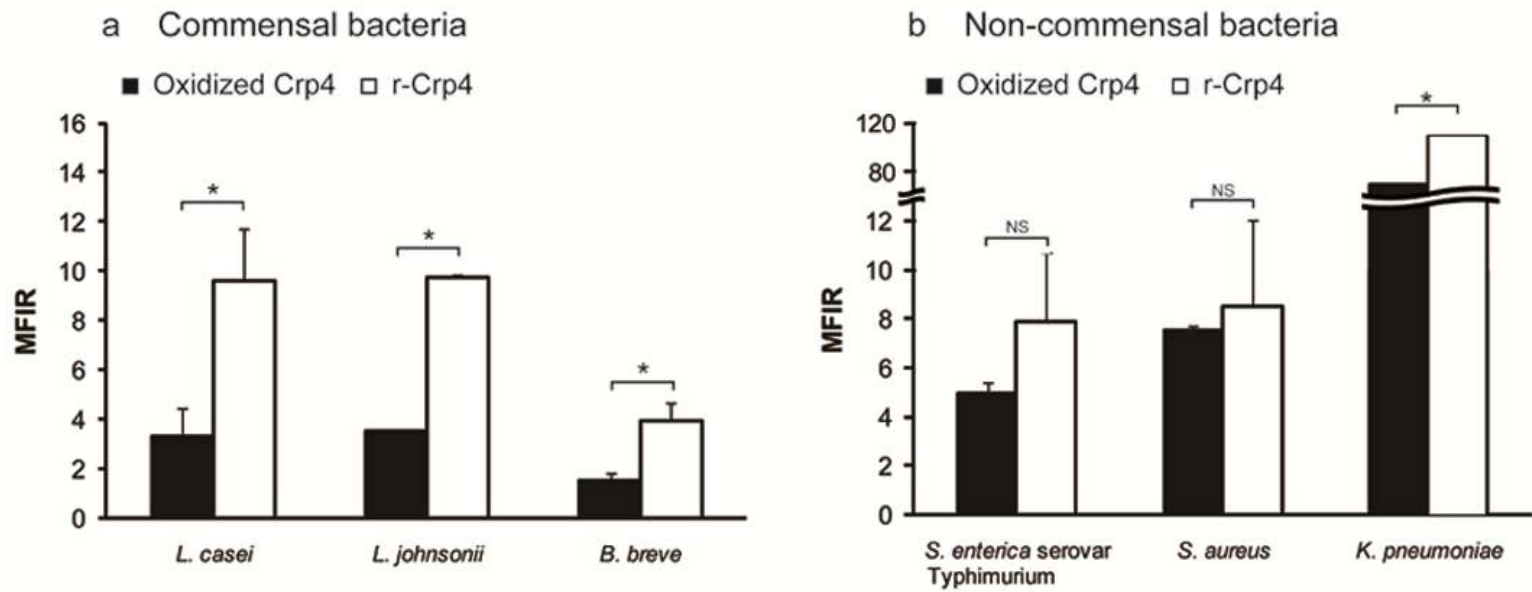 a Commensal bacteria
■ Oxidized Crp4 □ r-Crp4
16
14
12
10
8
6
4
2
0
MFIR
*
*
*
L. casei
L. johnsonii
B. breve
b Non-commensal bacteria
■ Oxidized Crp4 □ r-Crp4
120
80
12
10
8
6
4
2
0
MFIR
NS
NS
*
S. enterica serovar
Typhimurium
S. aureus
K. pneumoniae